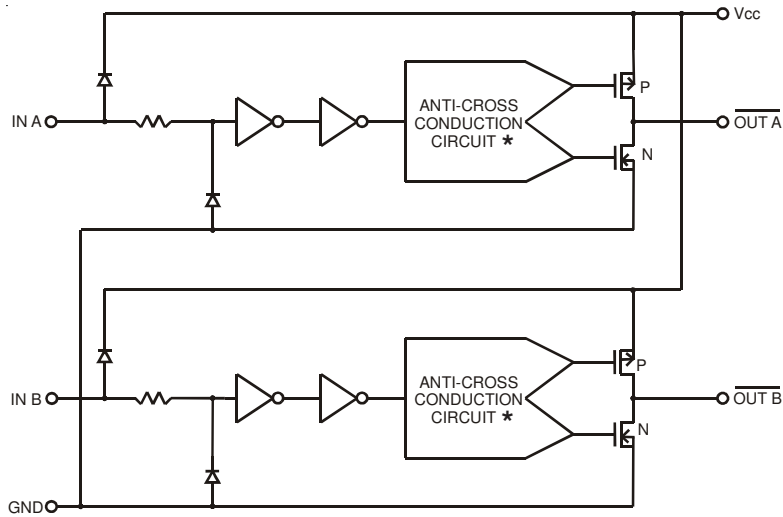 Vcc
P
IN A
ANTI-CROSS
CONDUCTION
CIRCUIT *
OUT A
N
P
IN B
ANTI-CROSS
CONDUCTION
CIRCUIT *
OUT B
N
GND